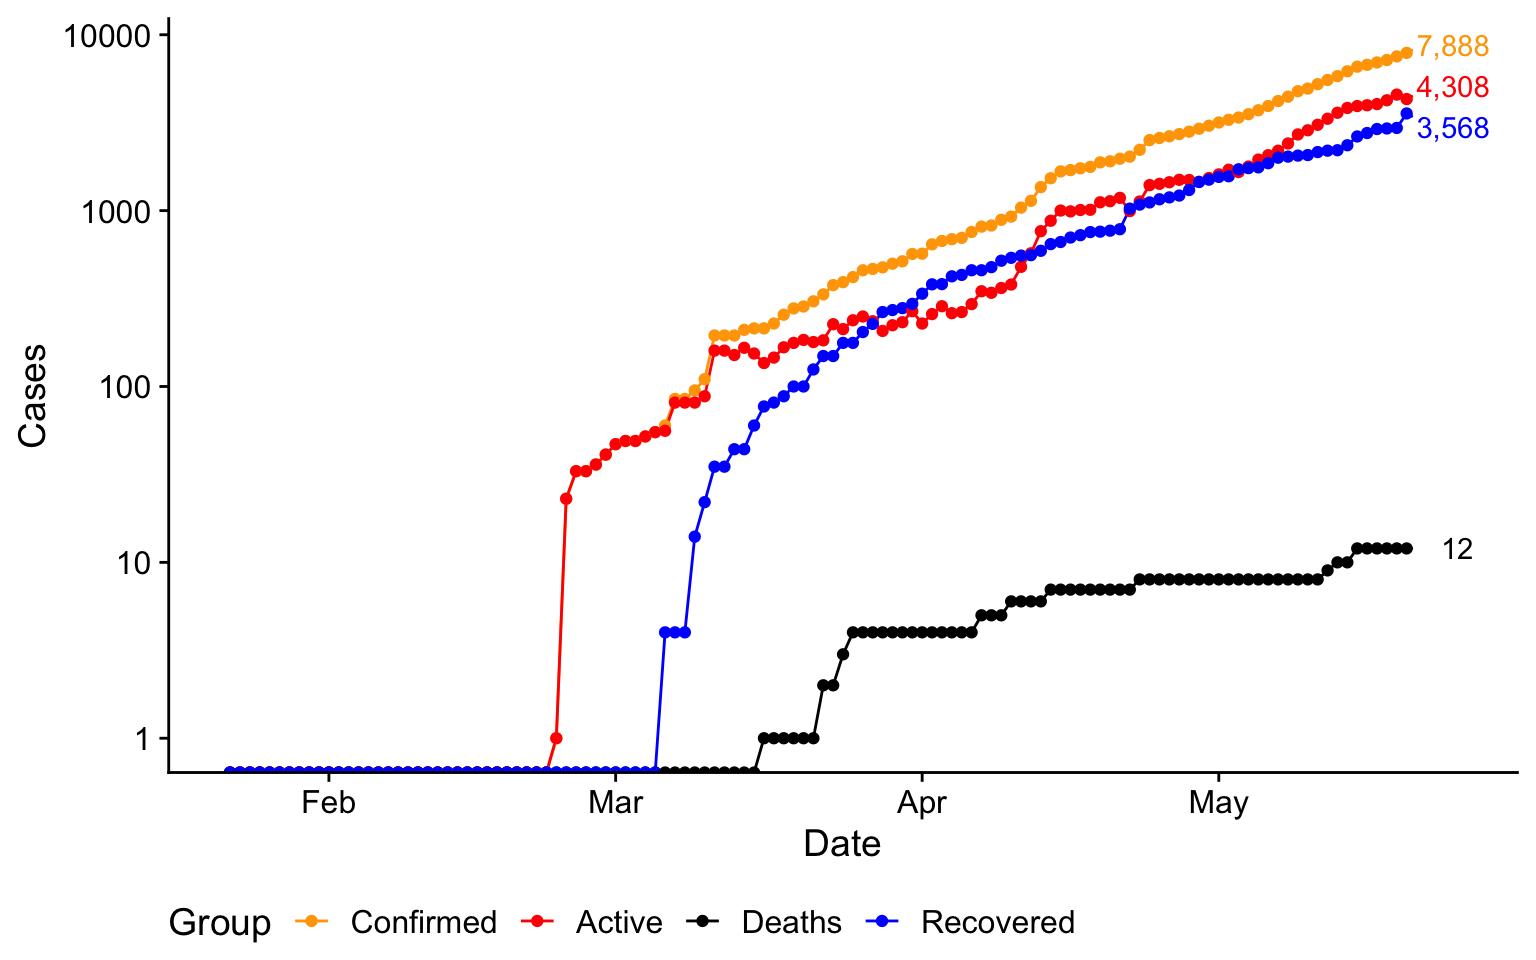 10000
1000
100
10
1
Cases
7,888
4,308
3,568
12
Feb Mar Apr May
Date
Group Confirmed Active Deaths Recovered